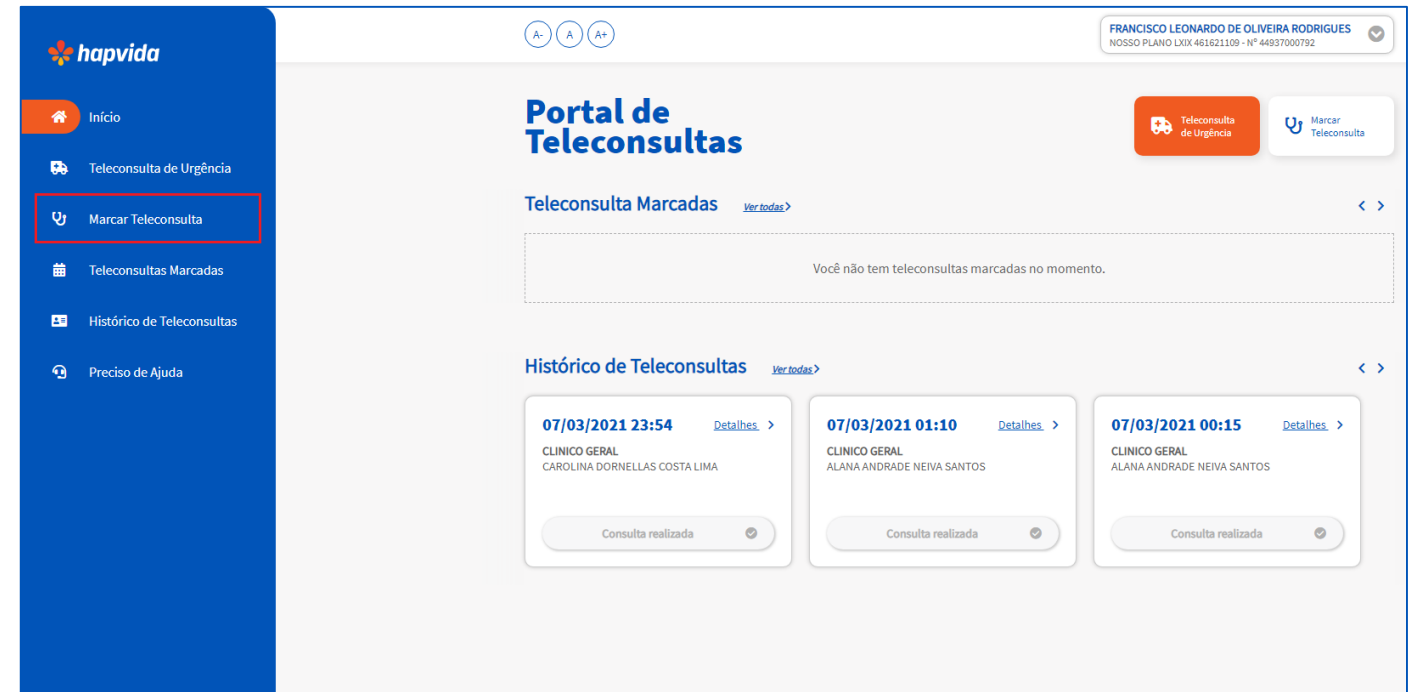 hapvida
Início
Teleconsulta de Urgência
Marcar Teleconsulta
Teleconsultas Marcadas
Histórico de Teleconsultas
Preciso de Ajuda
A- A A+
FRANCISCO LEONARDO DE OLIVEIRA RODRIGUES
NOSSO PLANO LXIX 461621109 - Nº 44937000792
Portal de
Teleconsultas
Teleconsulta
de Urgência
Marcar
Teleconsulta
Teleconsulta Marcadas Ver todas >
< >
Você não tem teleconsultas marcadas no momento.
Histórico de Teleconsultas Ver todas >
< >
07/03/2021 23:54 Detalhes >
CLINICO GERAL
CAROLINA DORNELLAS COSTA LIMA
Consulta realizada
07/03/2021 01:10 Detalhes >
CLINICO GERAL
ALANA ANDRADE NEIVA SANTOS
Consulta realizada
07/03/2021 00:15 Detalhes >
CLINICO GERAL
ALANA ANDRADE NEIVA SANTOS
Consulta realizada